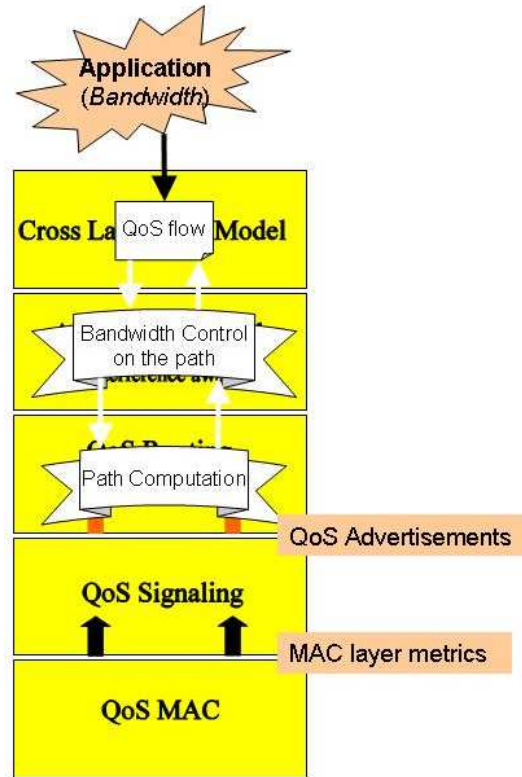 Application
(Bandwidth)
Cross La
QoS flow
Model
Bandwidth Control
on the path
QoS
Path Computation
QoS Advertisements
QoS Signaling
MAC layer metrics
QoS MAC